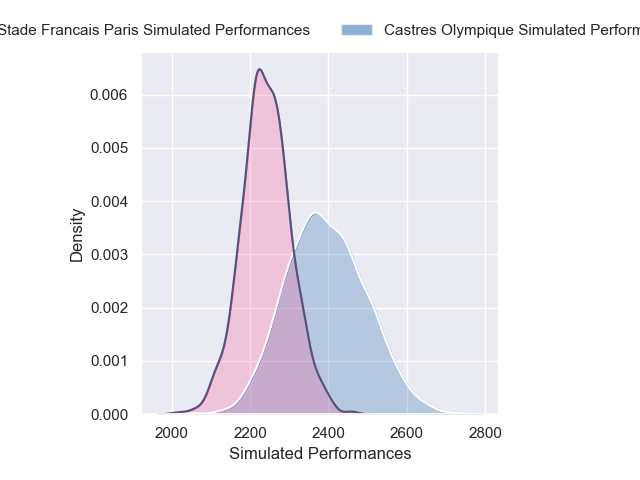 Stade Francais Paris Simulated Performances Castres Olympique Simulated Perform
0.006
0.005
0.004
0.003
0.002
0.001
0.000
Density
2000 2200 2400 2600 2800
Simulated Performances